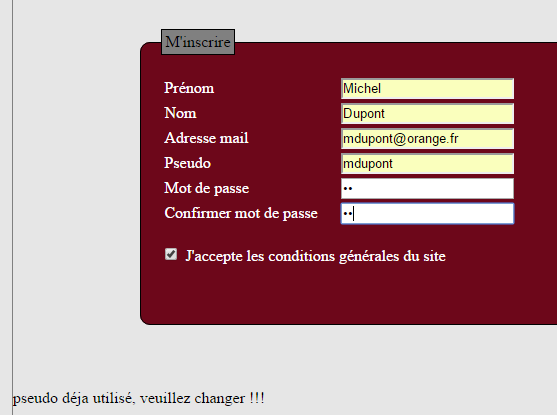 M'inscrire
Prénom Michel
Nom Dupont
Adresse mail mdupont@orange.fr
Pseudo mdupont
Mot de passe ••
Confirmer mot de passe ••
J'accepte les conditions générales du site
pseudo déja utilisé, veuillez changer !!!